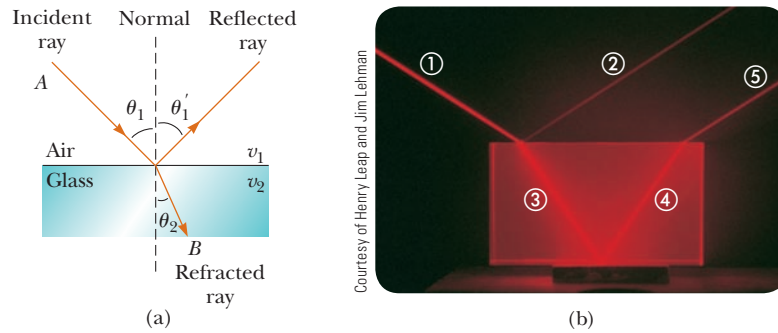 Incident
ray
Normal
Reflected
ray
A
θ₁
θ₁′
Air
v₁
Glass
v₂
θ₂
B
Refracted
ray
(a)
Courtesy of Henry Leap and Jim Lehman
①
②
③
④
⑤
(b)